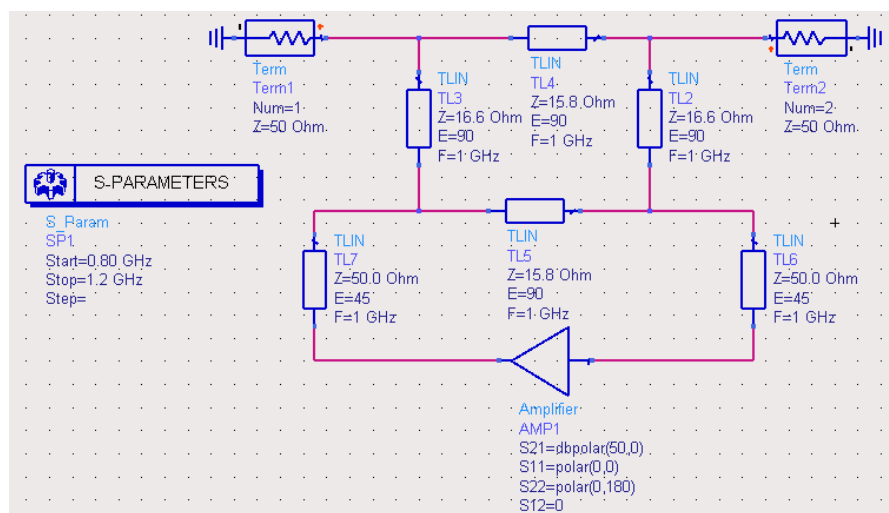 Term
Term1
Num=1
Z=50 Ohm
TLIN
TL3
Z=16.6 Ohm
E=90
F=1 GHz
TLIN
TL4
Z=15.8 Ohm
E=90
F=1 GHz
TLIN
TL2
Z=16.6 Ohm
E=90
F=1 GHz
Term
Term2
Num=2
Z=50 Ohm
S-PARAMETERS
S_Param
SP1
Start=0.80 GHz
Stop=1.2 GHz
Step=
TLIN
TL7
Z=50.0 Ohm
E=45
F=1 GHz
TLIN
TL5
Z=15.8 Ohm
E=90
F=1 GHz
TLIN
TL6
Z=50.0 Ohm
E=45
F=1 GHz
Amplifier
AMP1
S21=dbpolar(50,0)
S11=polar(0,0)
S22=polar(0,180)
S12=0